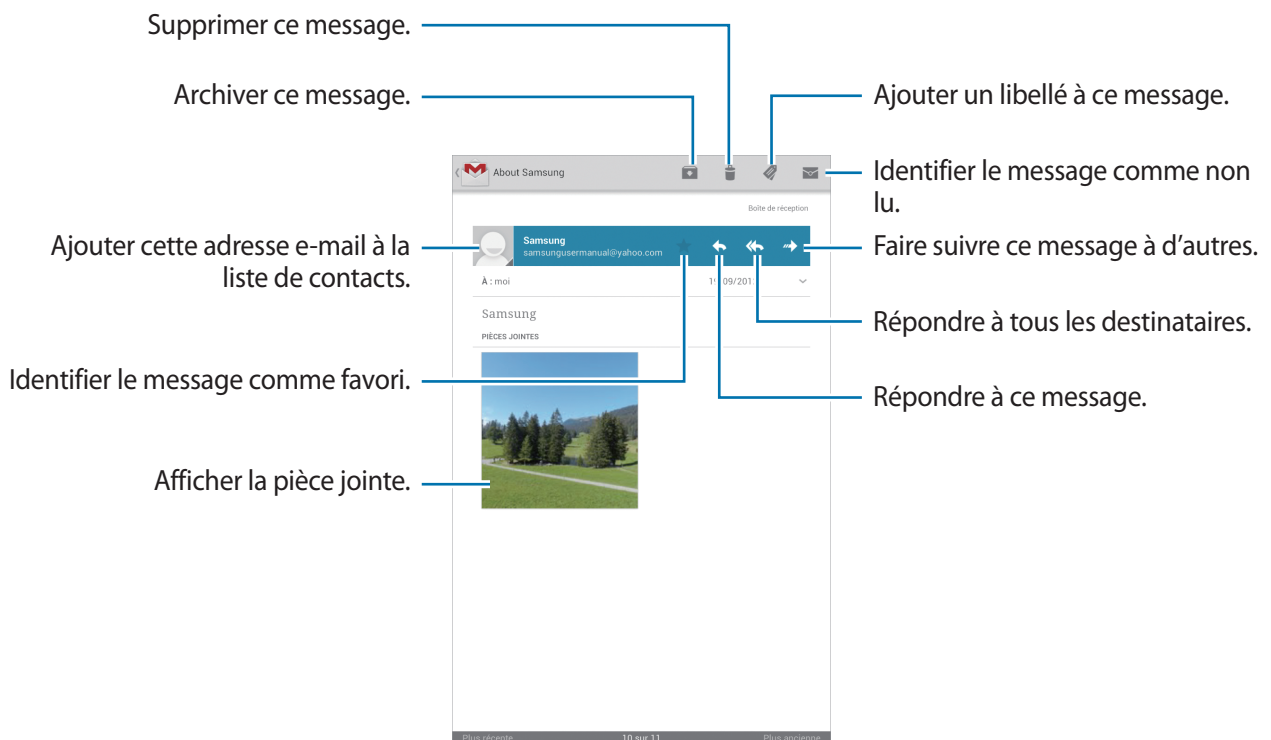 Supprimer ce message.
Archiver ce message.
Ajouter un libellé à ce message.
About Samsung
Identifier le message comme non
lu.
Boîte de réception
Ajouter cette adresse e-mail à la
liste de contacts.
Samsung
samsungusermanual@yahoo.com
Faire suivre ce message à d'autres.
À : moi
Samsung
PIÈCES JOINTES
Répondre à tous les destinataires.
Identifier le message comme favori.
Répondre à ce message.
Afficher la pièce jointe.
Plus récente
10 sur 11
Plus ancienne